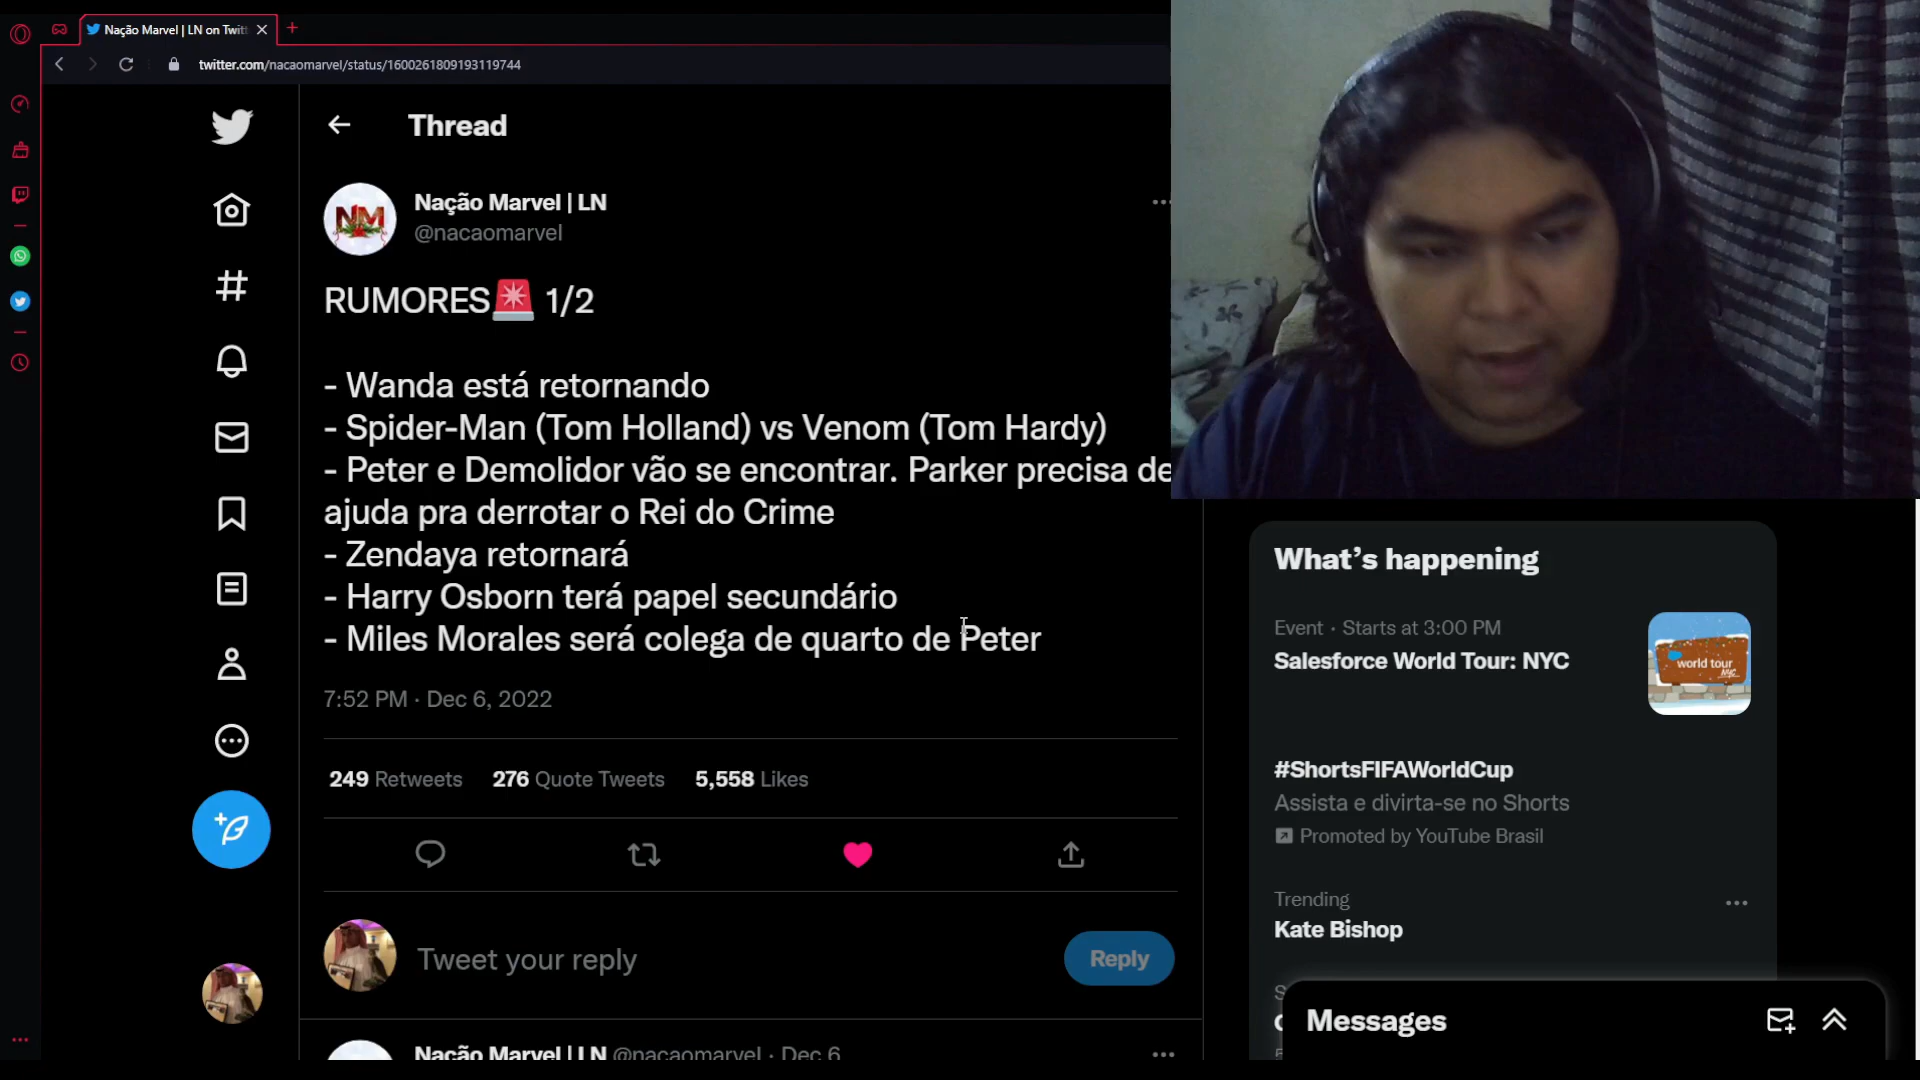 Nação Marvel | LN on Twit
twitter.com/nacaomarvel/status/1600261809193119744
Thread
NM
Nação Marvel | LN
@nacaomarvel
RUMORES🚨 1/2
- Wanda está retornando
- Spider-Man (Tom Holland) vs Venom (Tom Hardy)
- Peter e Demolidor vão se encontrar. Parker precisa de
ajuda pra derrotar o Rei do Crime
- Zendaya retornará
- Harry Osborn terá papel secundário
- Miles Morales será colega de quarto de Peter
7:52 PM · Dec 6, 2022
249 Retweets 276 Quote Tweets 5,558 Likes
Tweet your reply
Reply
Nação Marvel | LN @nacaomarvel · Dec 6
What's happening
Event · Starts at 3:00 PM
Salesforce World Tour: NYC
world tour
NYC
#ShortsFIFAWorldCup
Assista e divirta-se no Shorts
Promoted by YouTube Brasil
Trending
Kate Bishop
Messages